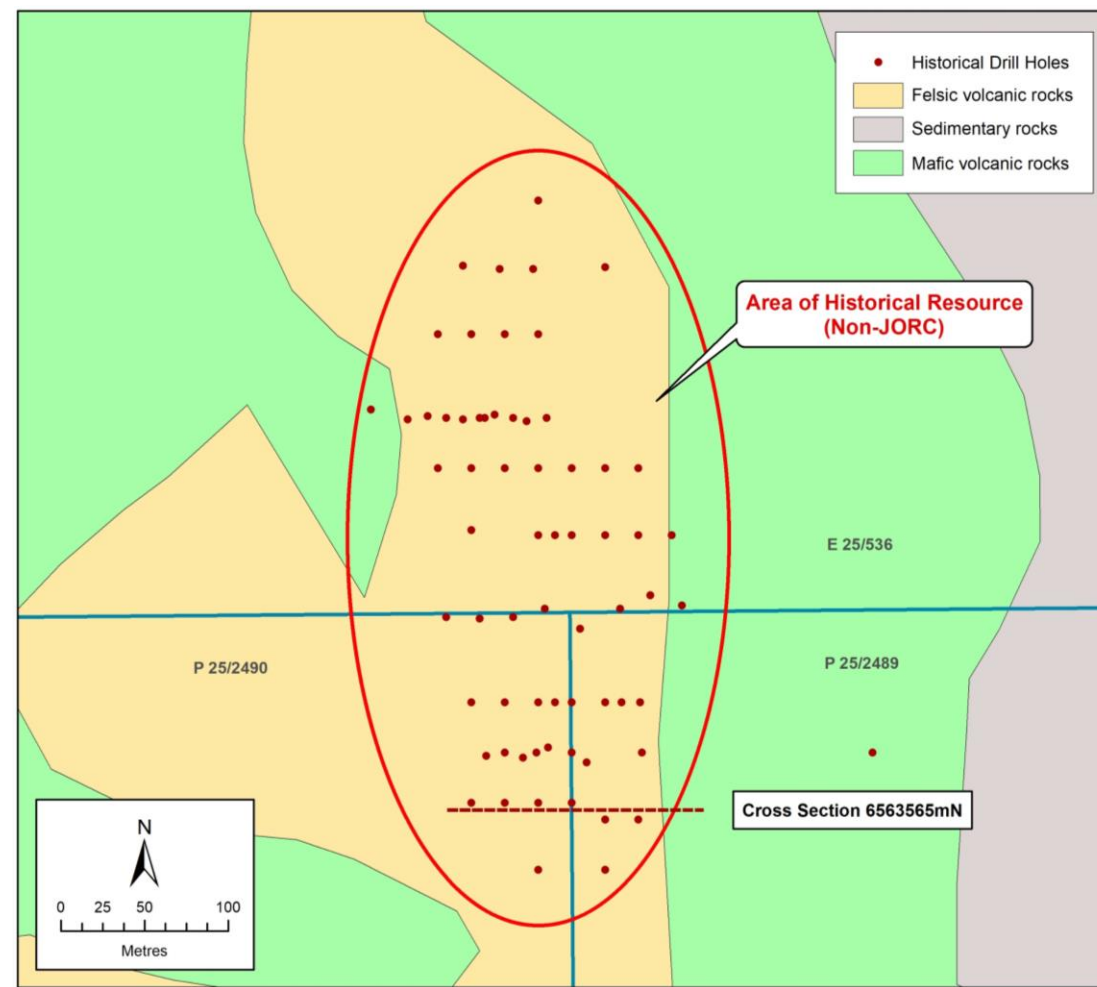 Historical Drill Holes
Felsic volcanic rocks
Sedimentary rocks
Mafic volcanic rocks
Area of Historical Resource
(Non-JORC)
E 25/536
P 25/2490
P 25/2489
Cross Section 6563565mN
N
0 25 50 100
Metres